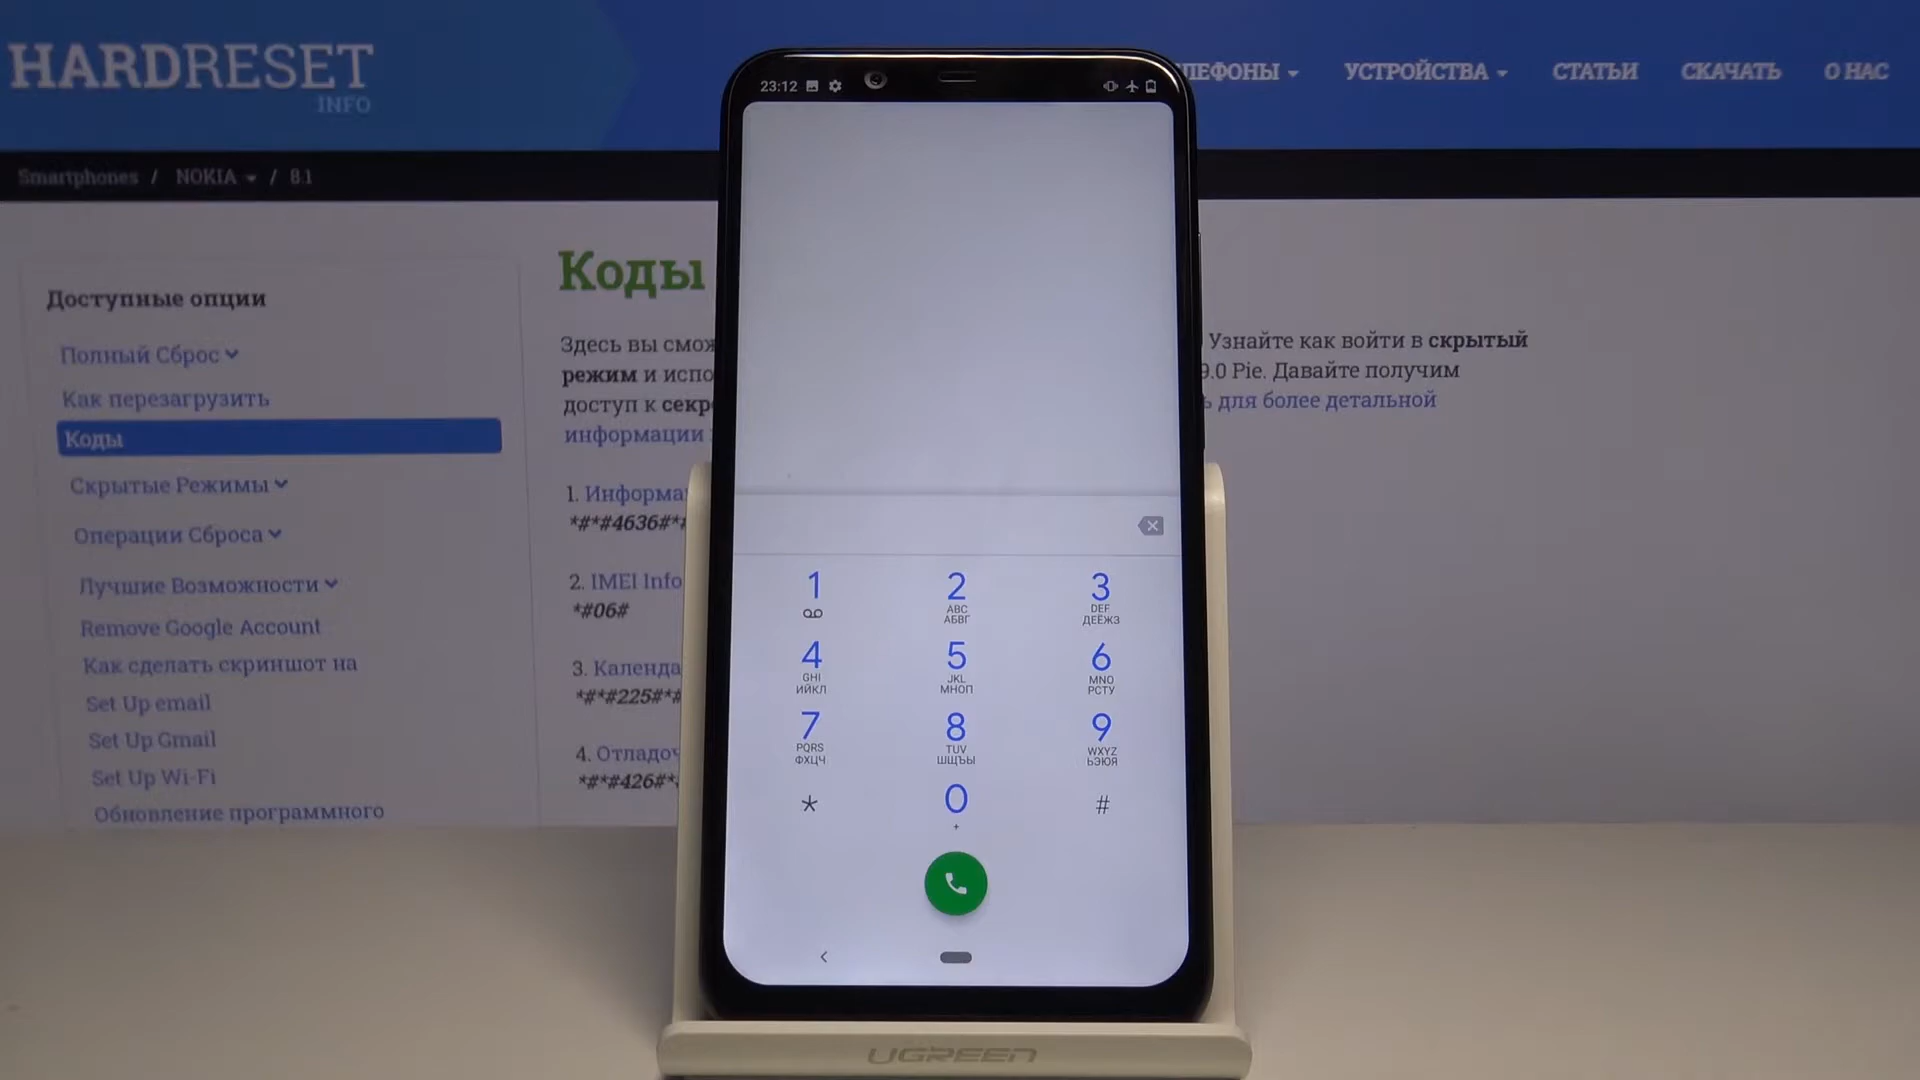 HARDRESET
INFO
ЛЕФОНЫ УСТРОЙСТВА СТАТЬИ СКАЧАТЬ О НАС
Smartphones / NOKIA / 8.1
Доступные опции
Полный Сброс
Как перезагрузить
Коды
Скрытые Режимы
Операции Сброса
Лучшие Возможности
Remove Google Account
Как сделать скриншот на
Set Up email
Set Up Gmail
Set Up Wi-Fi
Обновление программного
Коды
Здесь вы смож
Узнайте как войти в скрытый
режим и испо
9.0 Pie. Давайте получим
доступ к секр
ь для более детальной
информации
1. Информа
*#*#4636#*#
2. IMEI Info
*#06#
3. Календа
*#*#225#*#
4. Отладоч
*#*#426#*
23:12
1 2 3
ABC DEF
АБВГ ДЕЁЖЗ
4 5 6
GHI JKL MNO
ИЙКЛ МНОП РСТУ
7 8 9
PQRS TUV WXYZ
ФХЦЧ ШЩЪЫ ЬЭЮЯ
* 0 #
+
UGREEN